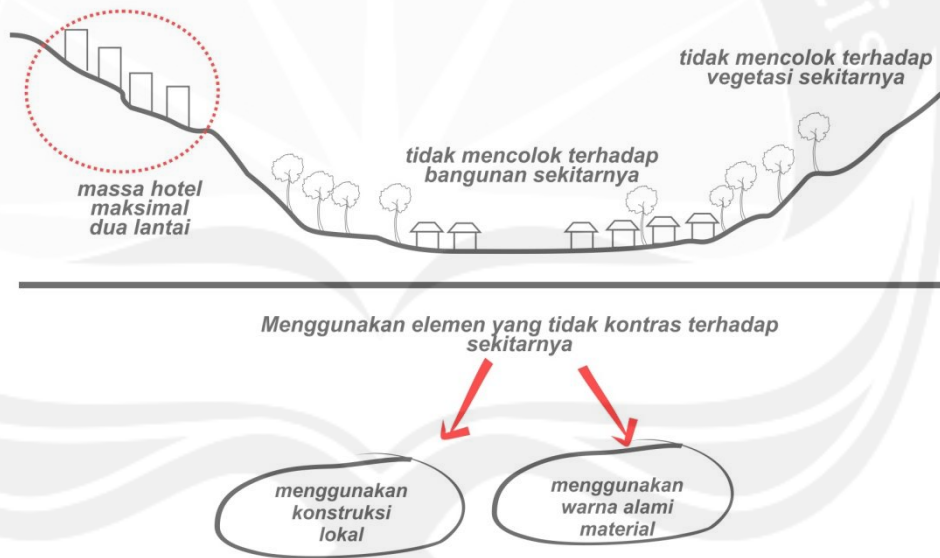 tidak mencolok terhadap
vegetasi sekitarnya
tidak mencolok terhadap
bangunan sekitarnya
massa hotel
maksimal
dua lantai
Menggunakan elemen yang tidak kontras terhadap
sekitarnya
menggunakan
konstruksi
lokal
menggunakan
warna alami
material